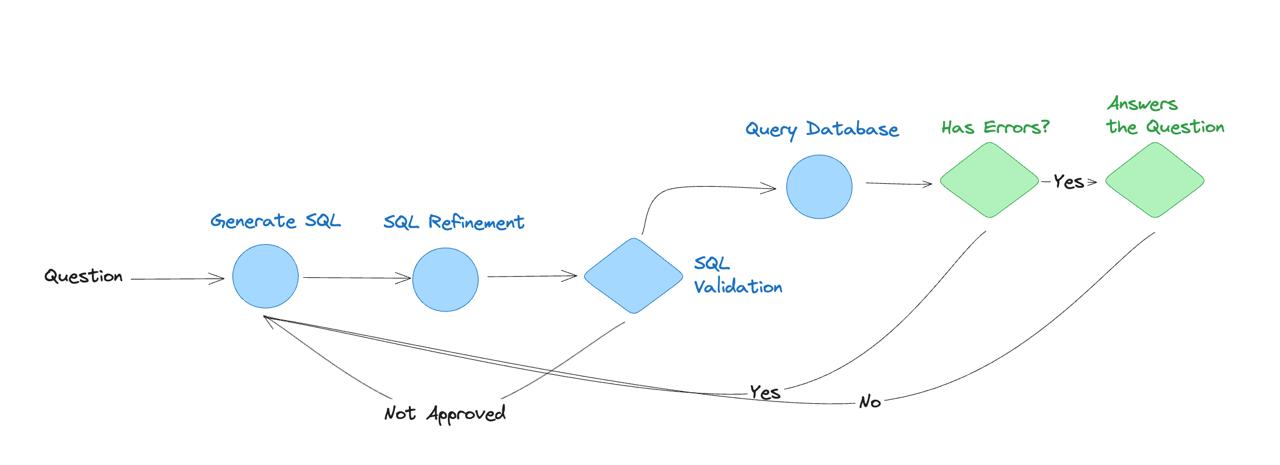 Answers
the Question
Query Database
Has Errors?
Yes
Generate SQL
SQL Refinement
SQL
Validation
Question
Yes
No
Not Approved